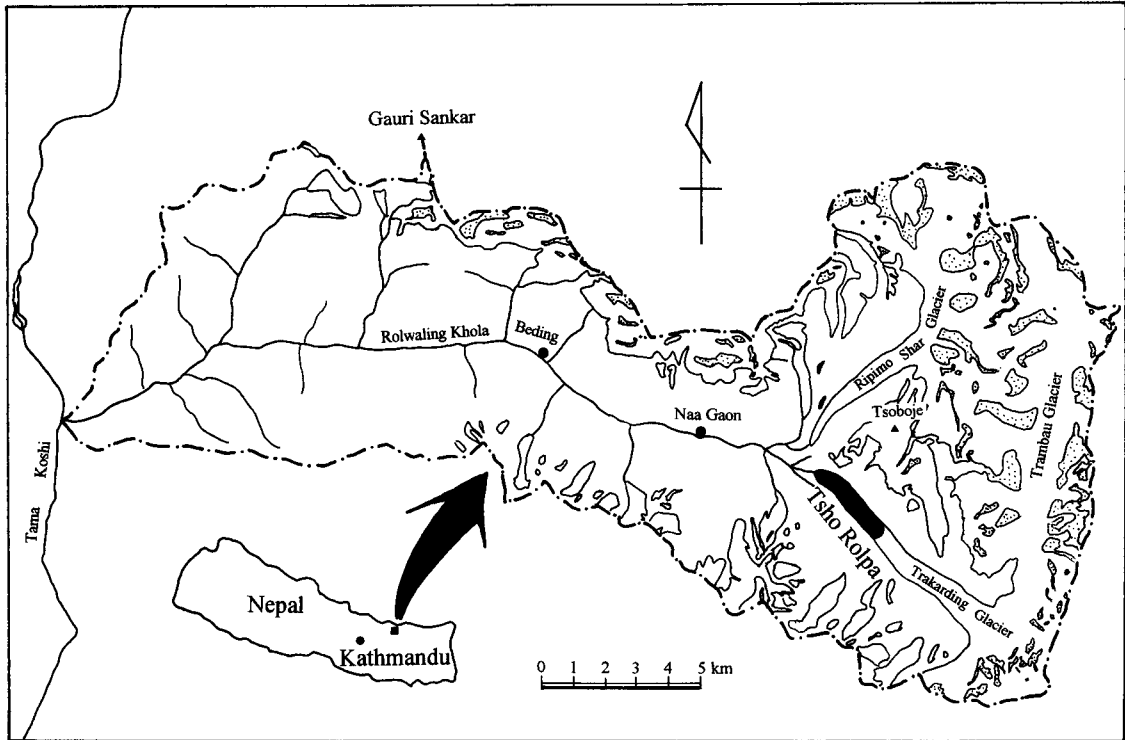 Gauri Sankar
Rolwaling Khola
Beding
Naa Gaon
Ripimo Shar Glacier
Tsoboje
Trambau Glacier
Tsho Rolpa
Trakarding Glacier
Tama Koshi
Nepal
Kathmandu
0 1 2 3 4 5 km